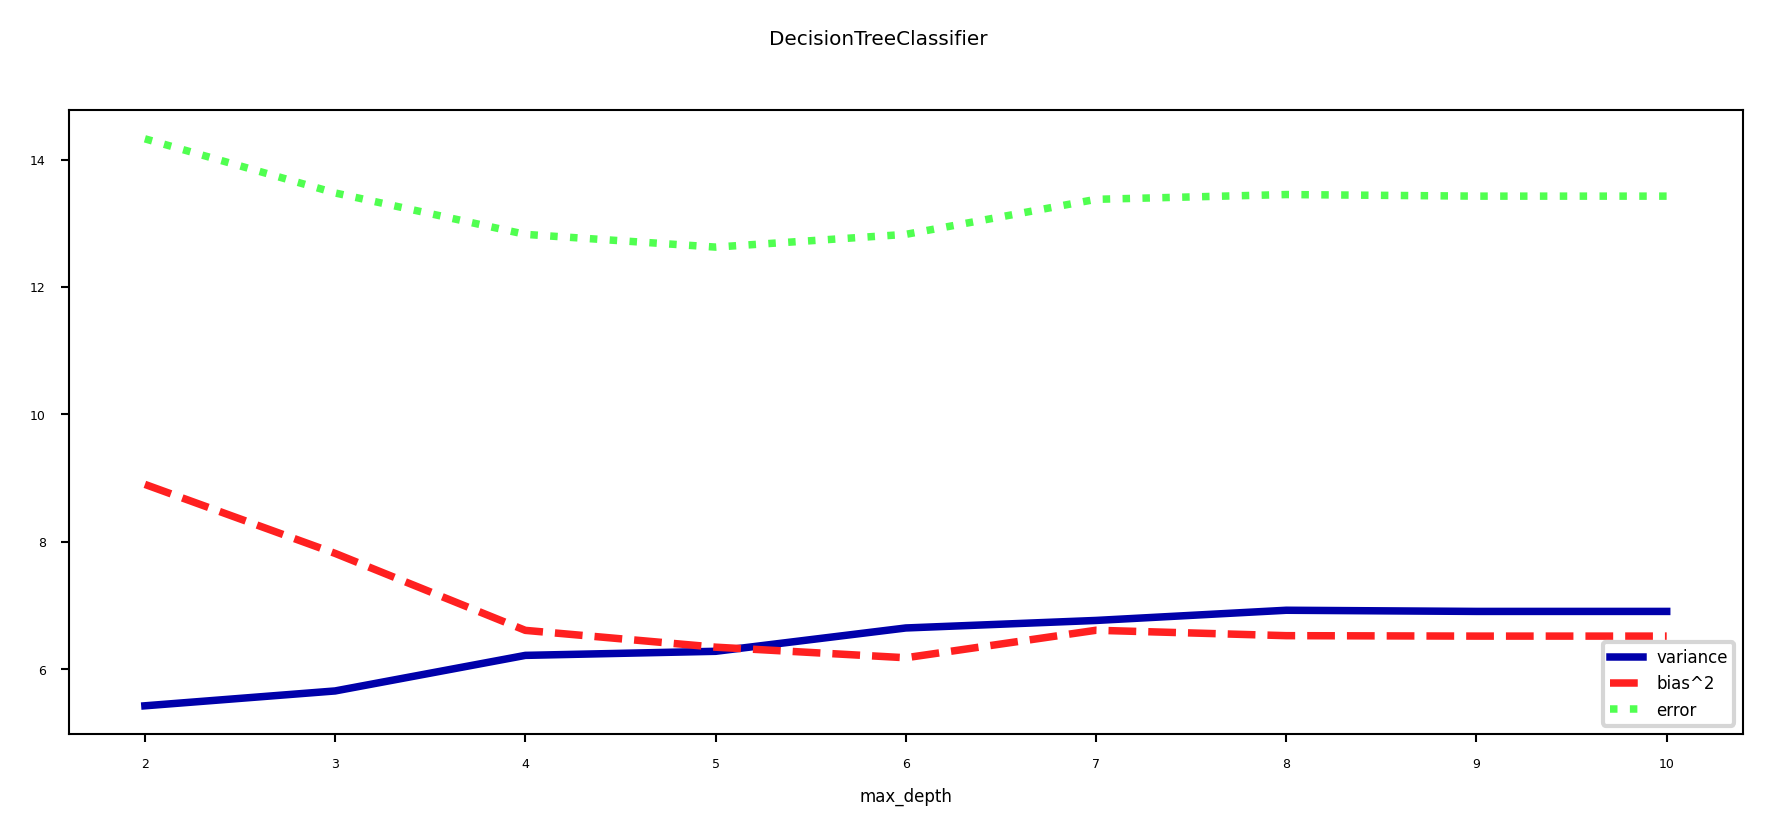 DecisionTreeClassifier
14
12
10
8
6
variance
bias^2
error
2 3 4 5 6 7 8 9 10
max_depth